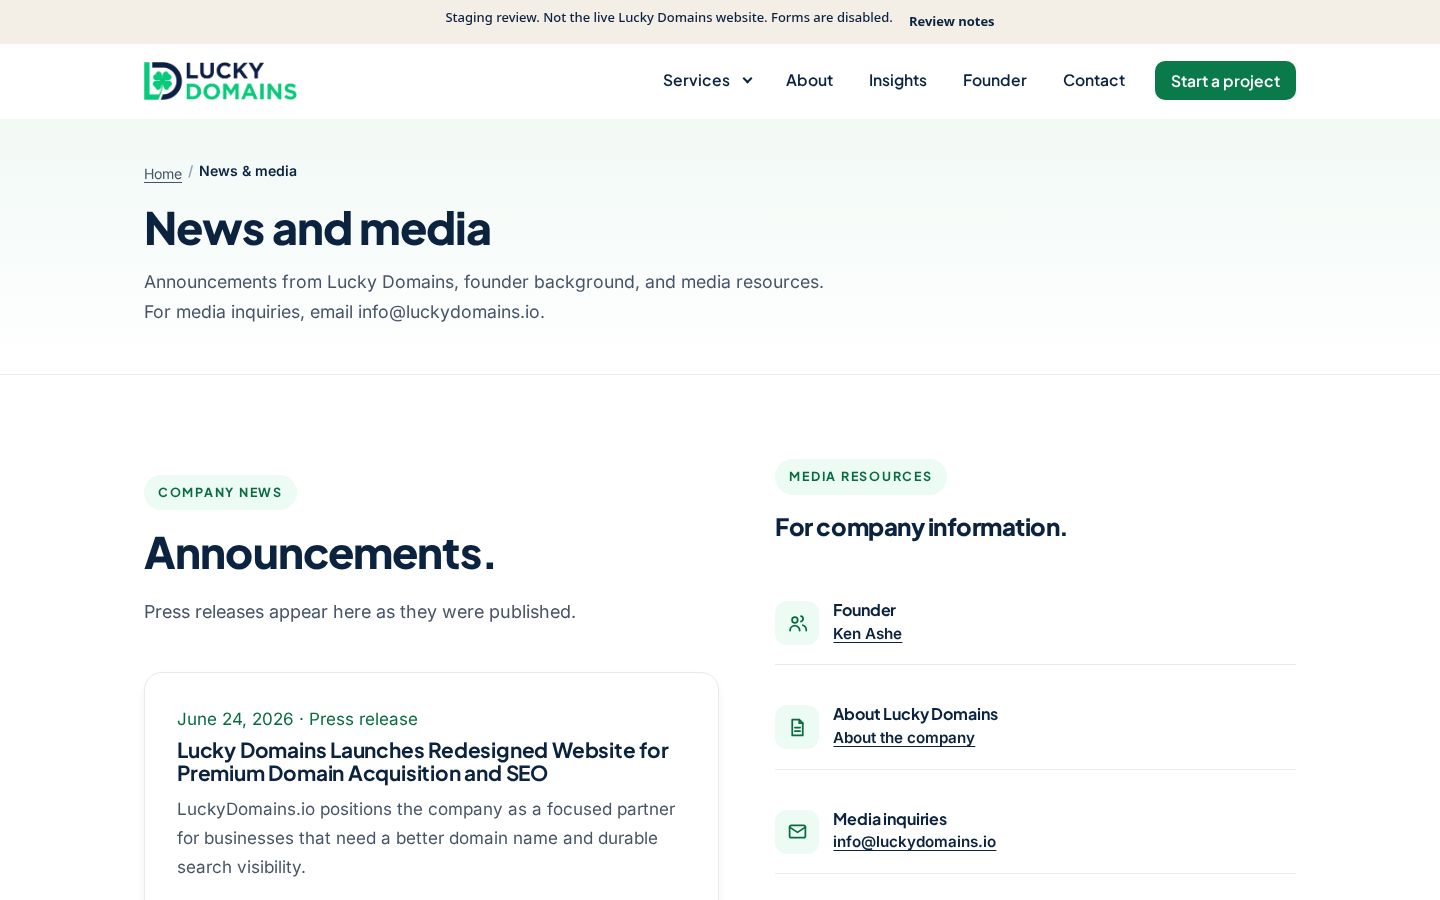 Staging review. Not the live Lucky Domains website. Forms are disabled. Review notes
LUCKY
DOMAINS
Services About Insights Founder Contact Start a project
Home / News & media
News and media
Announcements from Lucky Domains, founder background, and media resources.
For media inquiries, email info@luckydomains.io.
COMPANY NEWS
Announcements.
Press releases appear here as they were published.
June 24, 2026 · Press release
Lucky Domains Launches Redesigned Website for
Premium Domain Acquisition and SEO
LuckyDomains.io positions the company as a focused partner
for businesses that need a better domain name and durable
search visibility.
MEDIA RESOURCES
For company information.
Founder
Ken Ashe
About Lucky Domains
About the company
Media inquiries
info@luckydomains.io